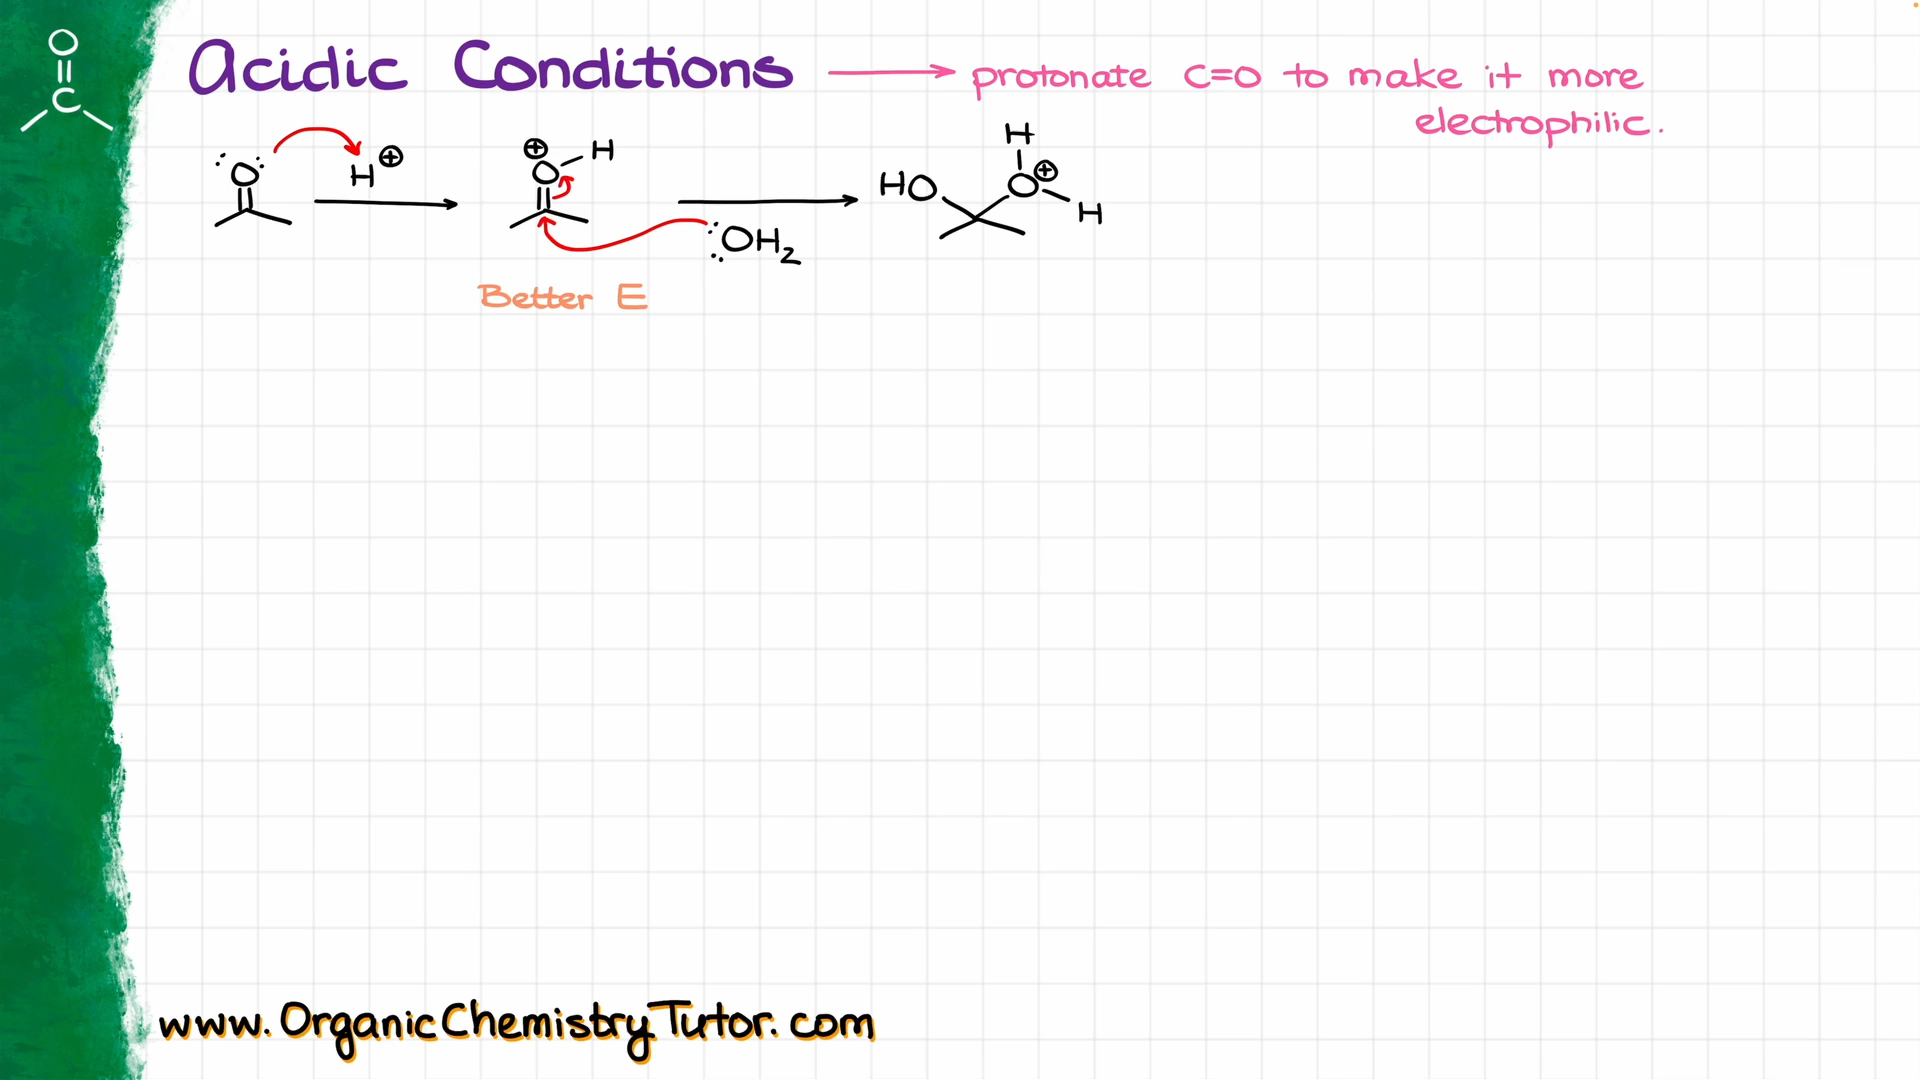 O
C
Acidic Conditions → protonate C=O to make it more
electrophilic.
O H⊕
⊕ O H
:OH₂
HO H O⊕ H
Better E
www.OrganicChemistryTutor.com